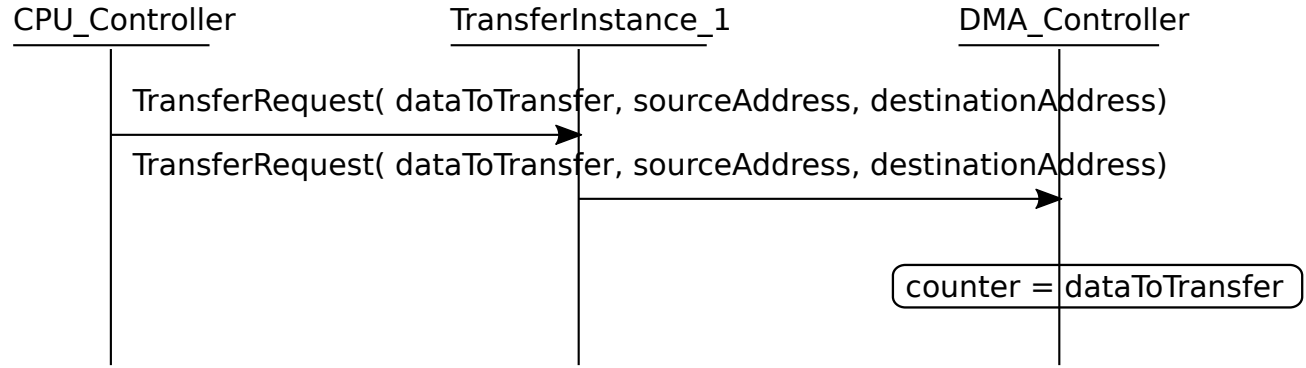 CPU_Controller TransferInstance_1 DMA_Controller
TransferRequest( dataToTransfer, sourceAddress, destinationAddress)
TransferRequest( dataToTransfer, sourceAddress, destinationAddress)
counter = dataToTransfer